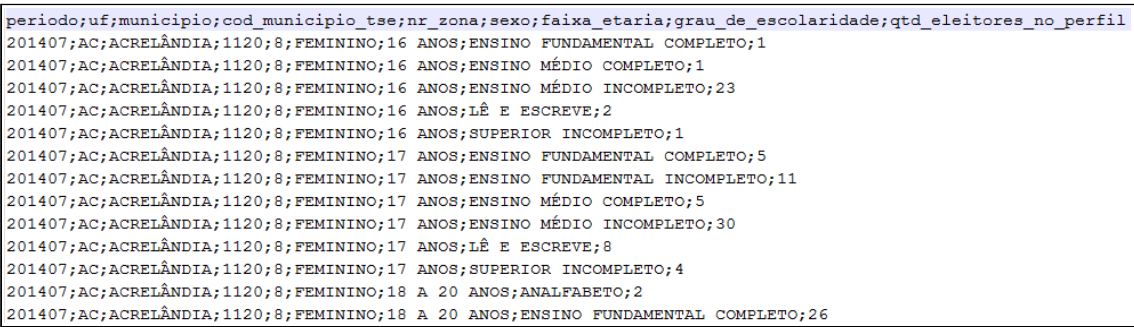 periodo;uf;municipio;cod_municipio_tse;nr_zona;sexo;faixa_etaria;grau_de_escolaridade;qtd_eleitores_no_perfil
201407;AC;ACRELÂNDIA;1120;8;FEMININO;16 ANOS;ENSINO FUNDAMENTAL COMPLETO;1
201407;AC;ACRELÂNDIA;1120;8;FEMININO;16 ANOS;ENSINO MÉDIO COMPLETO;1
201407;AC;ACRELÂNDIA;1120;8;FEMININO;16 ANOS;ENSINO MÉDIO INCOMPLETO;23
201407;AC;ACRELÂNDIA;1120;8;FEMININO;16 ANOS;LÊ E ESCREVE;2
201407;AC;ACRELÂNDIA;1120;8;FEMININO;16 ANOS;SUPERIOR INCOMPLETO;1
201407;AC;ACRELÂNDIA;1120;8;FEMININO;17 ANOS;ENSINO FUNDAMENTAL COMPLETO;5
201407;AC;ACRELÂNDIA;1120;8;FEMININO;17 ANOS;ENSINO FUNDAMENTAL INCOMPLETO;11
201407;AC;ACRELÂNDIA;1120;8;FEMININO;17 ANOS;ENSINO MÉDIO COMPLETO;5
201407;AC;ACRELÂNDIA;1120;8;FEMININO;17 ANOS;ENSINO MÉDIO INCOMPLETO;30
201407;AC;ACRELÂNDIA;1120;8;FEMININO;17 ANOS;LÊ E ESCREVE;8
201407;AC;ACRELÂNDIA;1120;8;FEMININO;17 ANOS;SUPERIOR INCOMPLETO;4
201407;AC;ACRELÂNDIA;1120;8;FEMININO;18 A 20 ANOS;ANALFABETO;2
201407;AC;ACRELÂNDIA;1120;8;FEMININO;18 A 20 ANOS;ENSINO FUNDAMENTAL COMPLETO;26